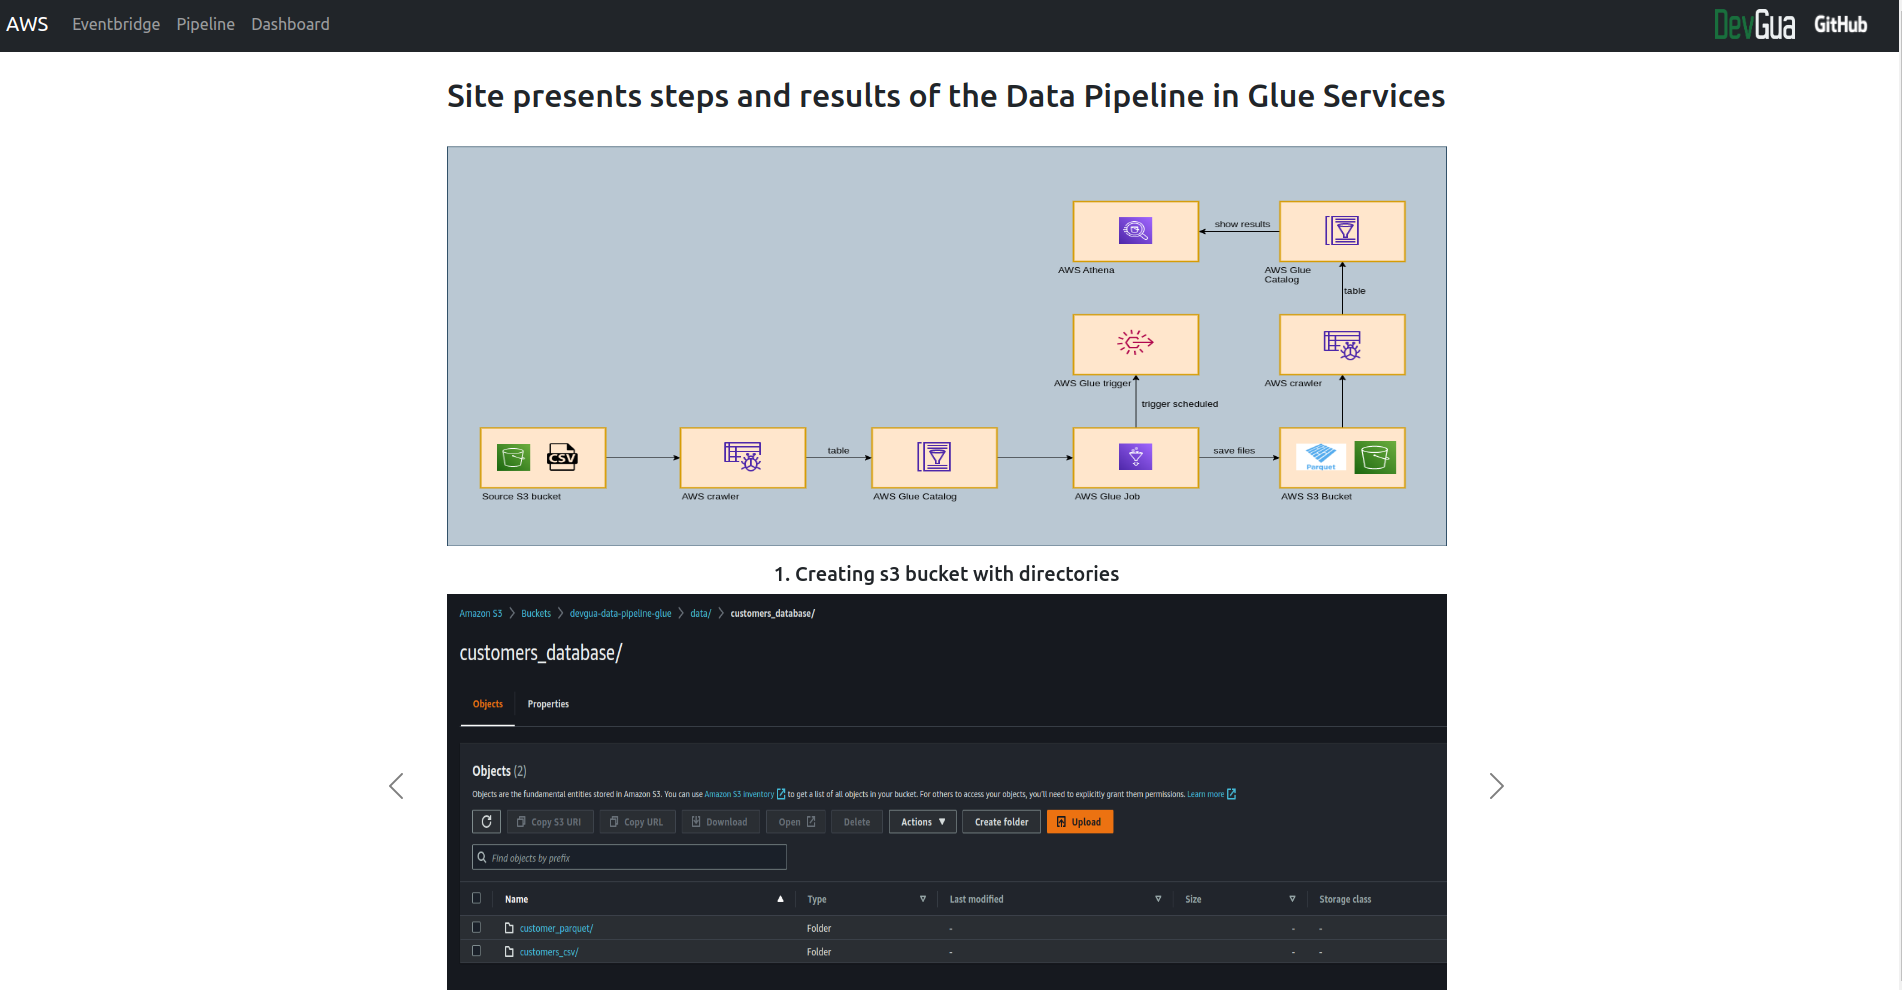 AWS Eventbridge Pipeline Dashboard DevGua GitHub
Site presents steps and results of the Data Pipeline in Glue Services
show results
AWS Athena
AWS Glue
Catalog
table
AWS Glue trigger
AWS crawler
trigger scheduled
CSV
table
save files
Parquet
Source S3 bucket
AWS crawler
AWS Glue Catalog
AWS Glue Job
AWS S3 Bucket
1. Creating s3 bucket with directories
Amazon S3 > Buckets > devgua-data-pipeline-glue > data/ > customers_database/
customers_database/
Objects Properties
Objects (2)
Objects are the fundamental entities stored in Amazon S3. You can use Amazon S3 inventory to get a list of all objects in your bucket. For others to access your objects, you'll need to explicitly grant them permissions. Learn more
Copy S3 URI Copy URL Download Open Delete Actions Create folder Upload
Find objects by prefix
Name Type Last modified Size Storage class
customer_parquet/ Folder - - -
customers_csv/ Folder - - -